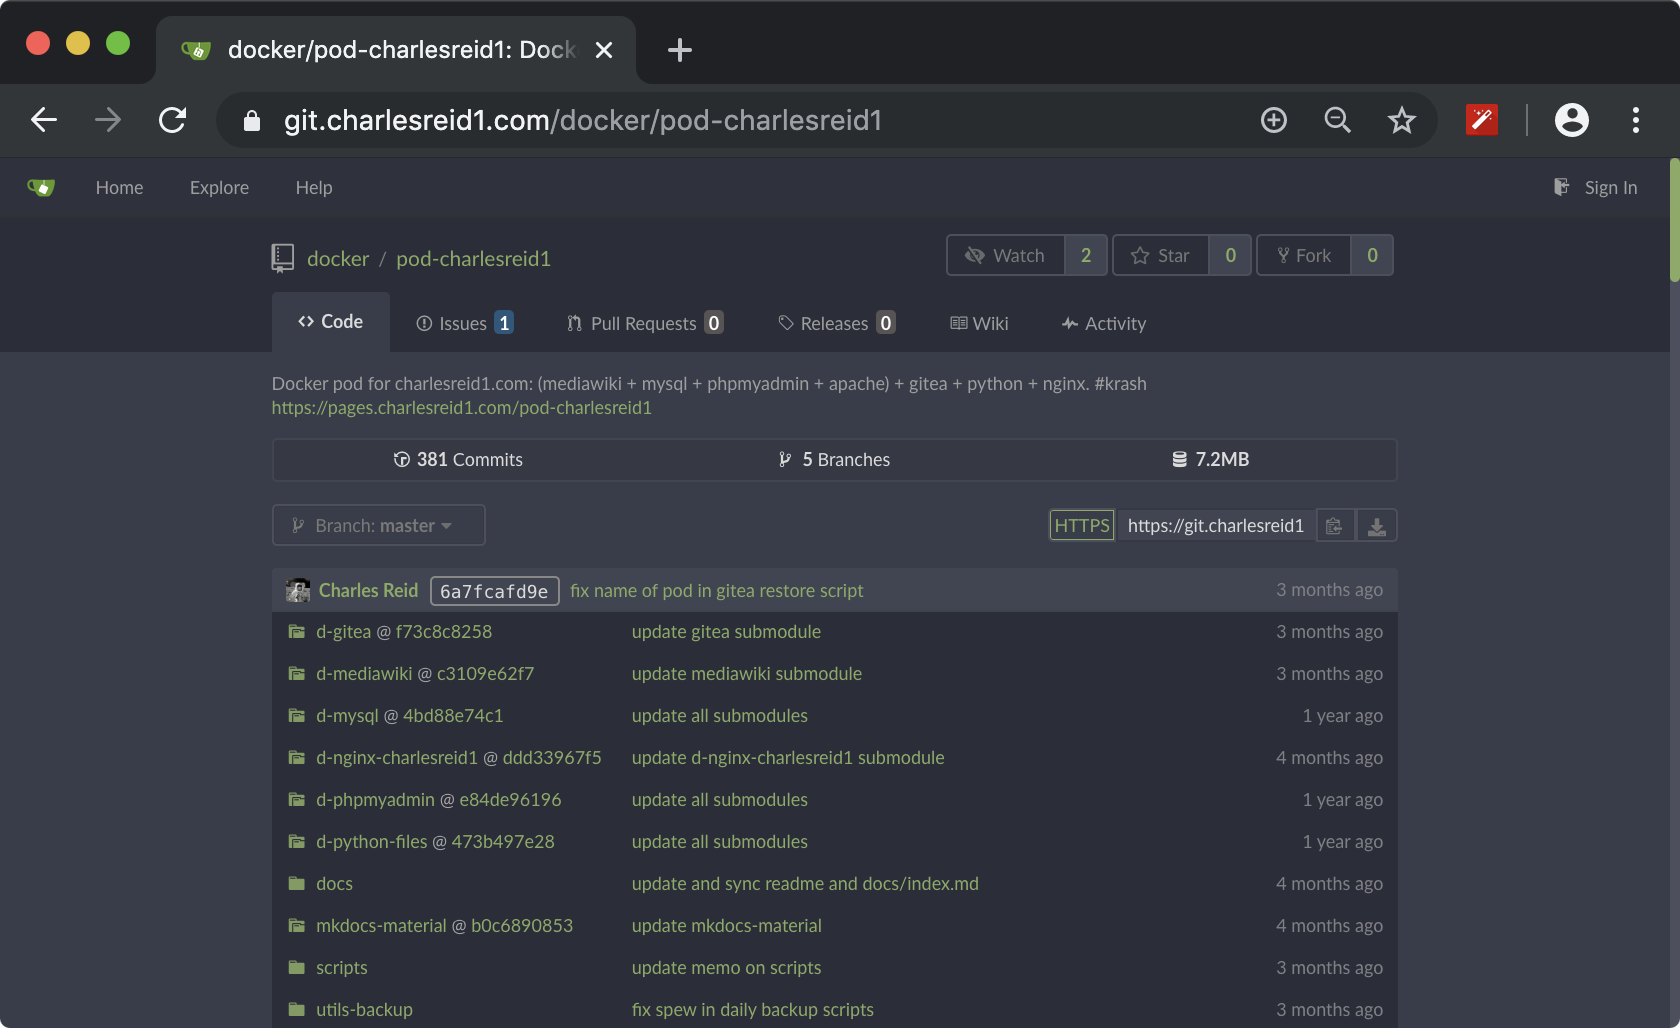 docker/pod-charlesreid1: Dock
git.charlesreid1.com/docker/pod-charlesreid1
Home Explore Help Sign In
docker / pod-charlesreid1 Watch 2 Star 0 Fork 0
Code Issues 1 Pull Requests 0 Releases 0 Wiki Activity
Docker pod for charlesreid1.com: (mediawiki + mysql + phpmyadmin + apache) + gitea + python + nginx. #krash
https://pages.charlesreid1.com/pod-charlesreid1
381 Commits 5 Branches 7.2MB
Branch: master HTTPS https://git.charlesreid1
Charles Reid 6a7fcafd9e fix name of pod in gitea restore script 3 months ago
d-gitea @ f73c8c8258 update gitea submodule 3 months ago
d-mediawiki @ c3109e62f7 update mediawiki submodule 3 months ago
d-mysql @ 4bd88e74c1 update all submodules 1 year ago
d-nginx-charlesreid1 @ ddd33967f5 update d-nginx-charlesreid1 submodule 4 months ago
d-phpmyadmin @ e84de96196 update all submodules 1 year ago
d-python-files @ 473b497e28 update all submodules 1 year ago
docs update and sync readme and docs/index.md 4 months ago
mkdocs-material @ b0c6890853 update mkdocs-material 4 months ago
scripts update memo on scripts 3 months ago
utils-backup fix spew in daily backup scripts 3 months ago